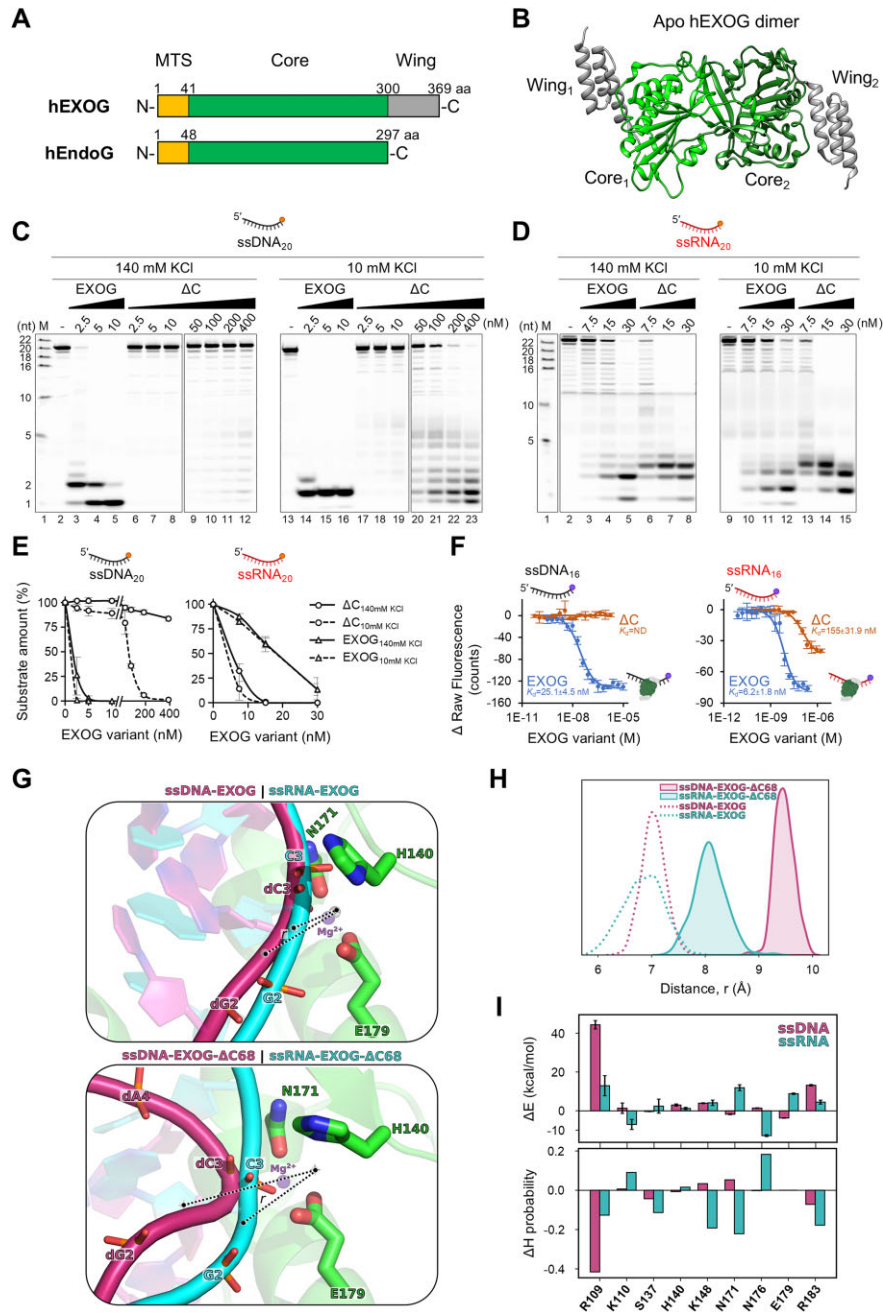 A
MTS Core Wing
1 41 300 369 aa
hEXOG N- -C
1 48 297 aa
hEndoG N- -C
B
Apo hEXOG dimer
Wing1
Wing2
Core1
Core2
C
5′
ssDNA20
140 mM KCl 10 mM KCl
EXOG ΔC EXOG ΔC
(nt) M - 2.5 5 10 2.5 5 10 50 100 200 400 - 2.5 5 10 2.5 5 10 50 100 200 400 (nM)
22
20
18
16
10
5
2
1
1 2 3 4 5 6 7 8 9 10 11 12 13 14 15 16 17 18 19 20 21 22 23
D
5′
ssRNA20
140 mM KCl 10 mM KCl
EXOG ΔC EXOG ΔC
(nt) M - 7.5 15 30 7.5 15 30 - 7.5 15 30 7.5 15 30 (nM)
22
20
18
16
10
5
2
1
1 2 3 4 5 6 7 8 9 10 11 12 13 14 15
E
5′
ssDNA20
5′
ssRNA20
ΔC140mM KCl
ΔC10mM KCl
EXOG140mM KCl
EXOG10mM KCl
Substrate amount (%)
100
75
50
25
0
0 5 10 200 400
EXOG variant (nM)
100
75
50
25
0
0 10 20 30
EXOG variant (nM)
F
ssDNA16
5′
ssRNA16
5′
Δ Raw Fluorescence
(counts)
40
0
-40
-80
-120
-160
ΔC
Kd=ND
EXOG
Kd=25.1±4.5 nM
1E-11 1E-08 1E-05
EXOG variant (M)
30
0
-30
-60
-90
ΔC
Kd=155±31.9 nM
EXOG
Kd=6.2±1.8 nM
1E-12 1E-09 1E-06
EXOG variant (M)
G
ssDNA-EXOG | ssRNA-EXOG
N171
C3
H140
dC3
Mg2+
r
dG2
G2
E179
ssDNA-EXOG-ΔC68 | ssRNA-EXOG-ΔC68
dA4
N171
H140
dC3
C3
Mg2+
r
dG2
G2
E179
H
ssDNA-EXOG-ΔC68
ssRNA-EXOG-ΔC68
ssDNA-EXOG
ssRNA-EXOG
6 7 8 9 10
Distance, r (Å)
I
ssDNA
ssRNA
ΔE (kcal/mol)
40
20
0
-10
ΔH probability
0.2
0.0
-0.2
-0.4
R109 K110 S137 H140 K148 N171 N176 E179 R183